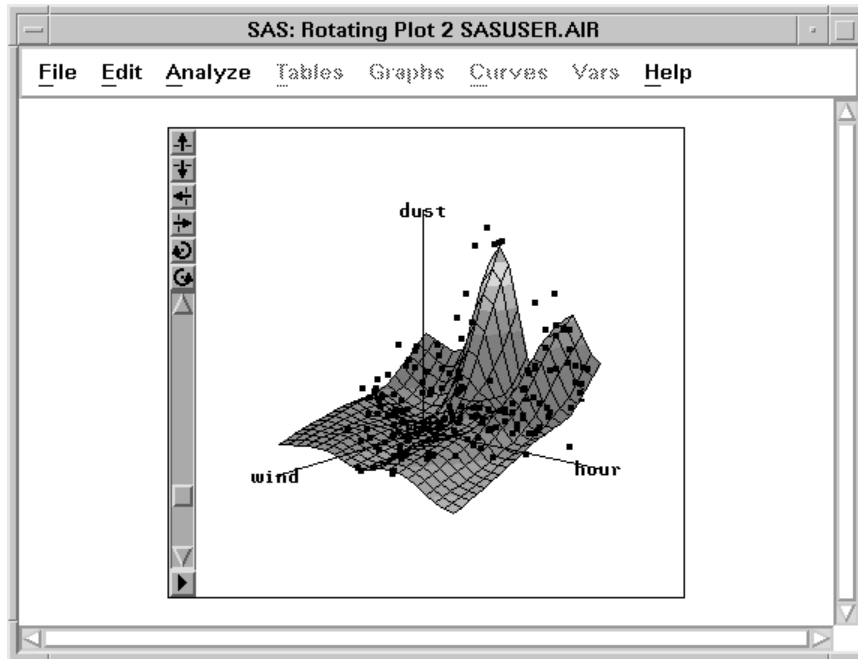 SAS: Rotating Plot 2 SASUSER.AIR
File Edit Analyze Tables Graphs Curves Vars Help
dust
wind
hour